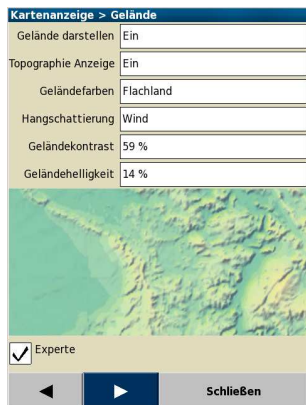 Kartenanzeige > Gelände
Gelände darstellen Ein
Topographie Anzeige Ein
Geländefarben Flachland
Hangschattierung Wind
Geländekontrast 59 %
Geländehelligkeit 14 %
Experte
Schließen